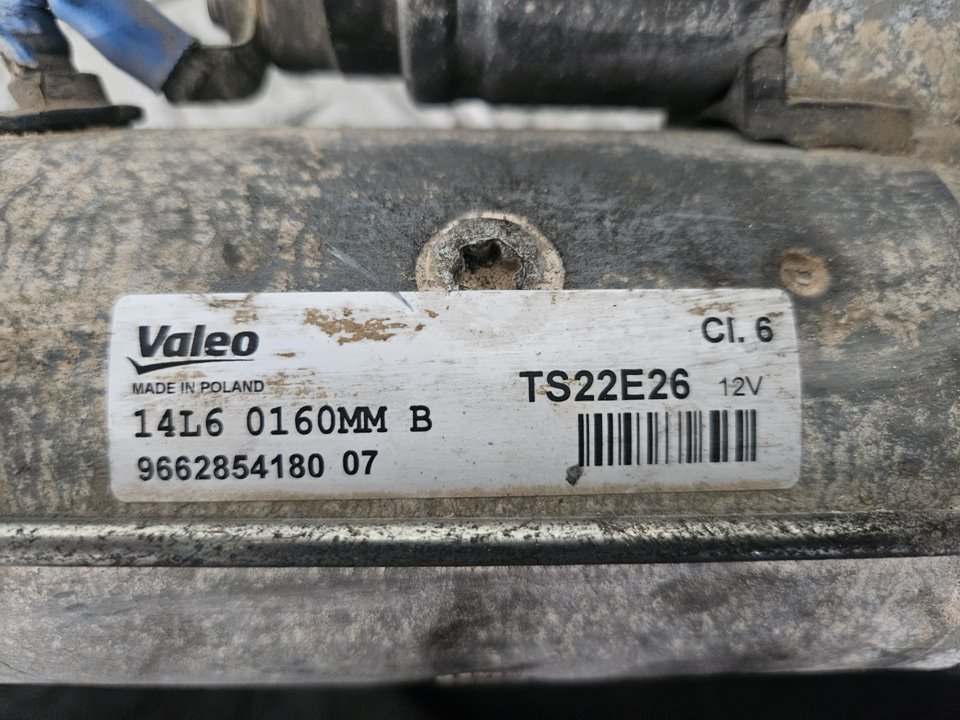 Valeo
Cl. 6
MADE IN POLAND
TS22E26 12V
14L6 0160MM B
9662854180 07